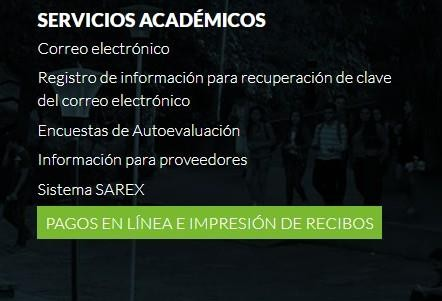 SERVICIOS ACADÉMICOS
Correo electrónico
Registro de información para recuperación de clave
del correo electrónico
Encuestas de Autoevaluación
Información para proveedores
Sistema SAREX
PAGOS EN LÍNEA E IMPRESIÓN DE RECIBOS